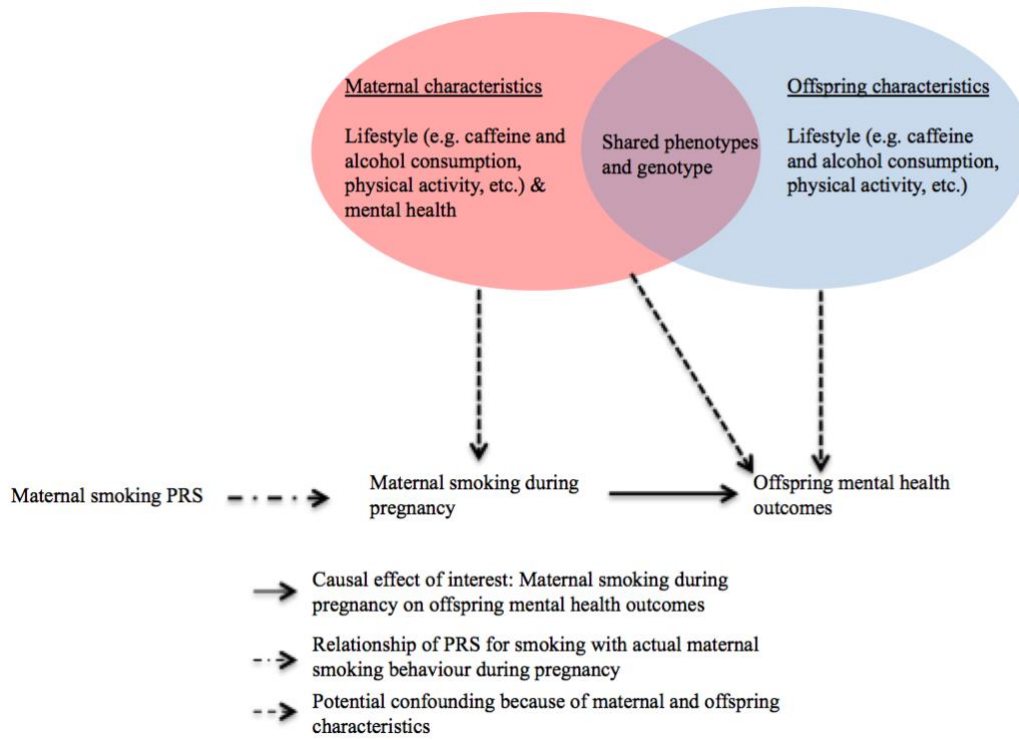 Maternal characteristics
Lifestyle (e.g. caffeine and
alcohol consumption,
physical activity, etc.) &
mental health
Shared phenotypes
and genotype
Offspring characteristics
Lifestyle (e.g. caffeine
and alcohol consumption,
physical activity, etc.)
Maternal smoking PRS
Maternal smoking during
pregnancy
Offspring mental health
outcomes
Causal effect of interest: Maternal smoking during
pregnancy on offspring mental health outcomes
Relationship of PRS for smoking with actual maternal
smoking behaviour during pregnancy
Potential confounding because of maternal and offspring
characteristics